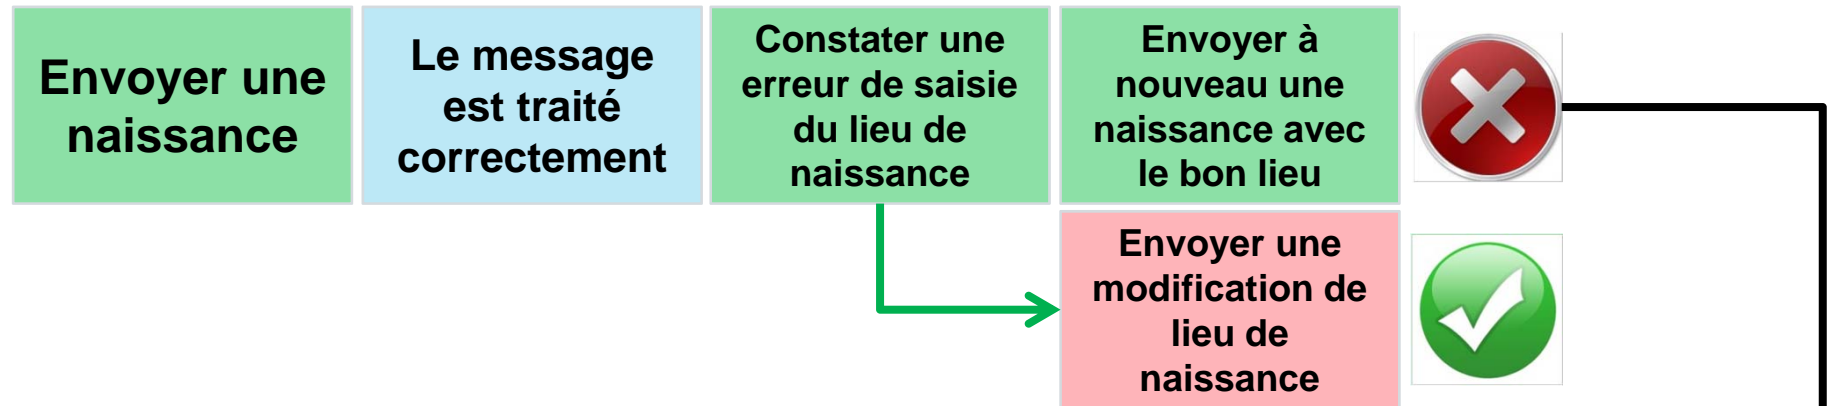 Envoyer une
naissance
Le message
est traité
correctement
Constater une
erreur de saisie
du lieu de
naissance
Envoyer à
nouveau une
naissance avec
le bon lieu
Envoyer une
modification de
lieu de
naissance